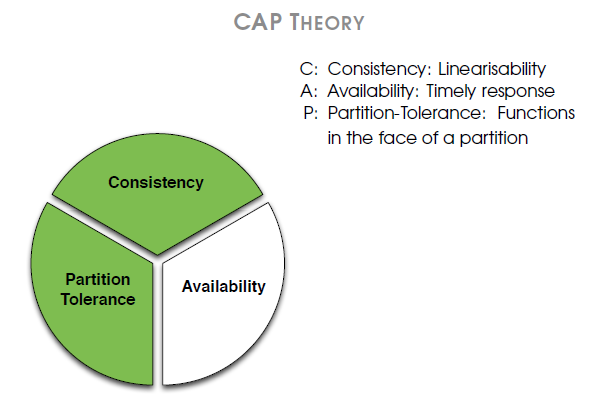 CAP THEORY
C: Consistency: Linearisability
A: Availability: Timely response
P: Partition-Tolerance: Functions
in the face of a partition
Consistency
Partition
Tolerance
Availability